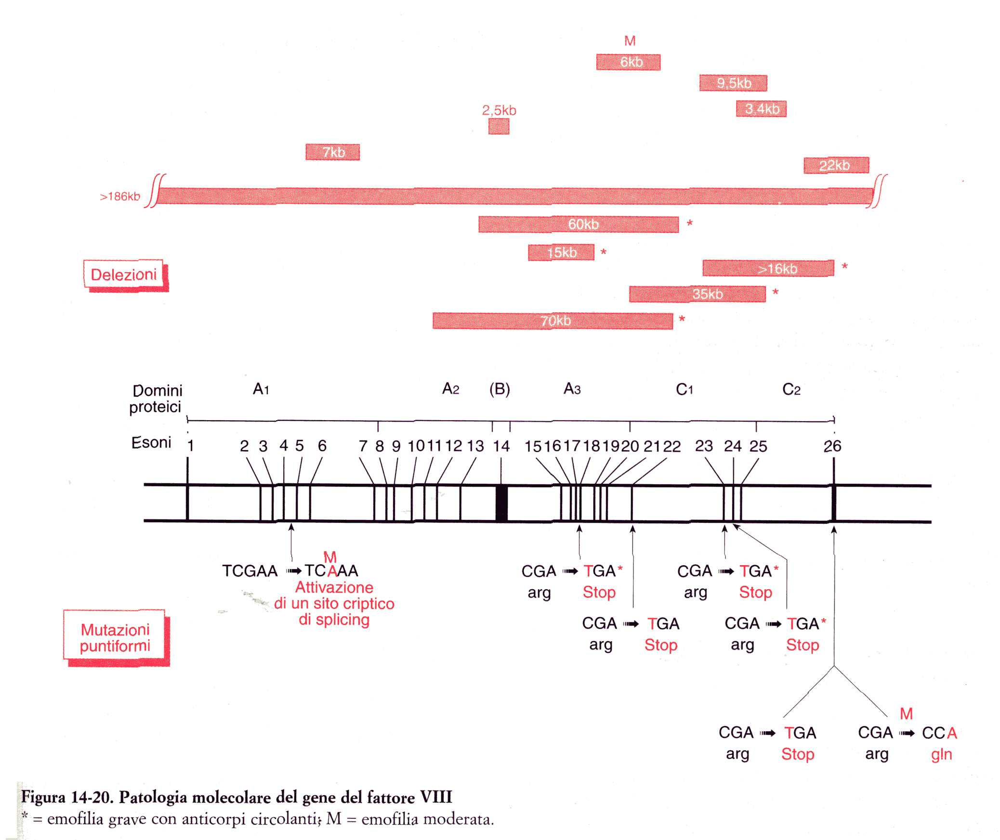 M
6kb
9,5kb
3,4kb
2,5kb
7kb
22kb
>186kb
60kb *
15kb *
>16kb *
Delezioni
35kb *
70kb *
Domini
proteici
A1 A2 (B) A3 C1 C2
Esoni 1 2 3 4 5 6 7 8 9 10 11 12 13 14 15 16 17 18 19 20 21 22 23 24 25 26
M
TCGAA TCAAA
Attivazione
di un sito criptico
di splicing
CGA TGA*
arg Stop
CGA TGA*
arg Stop
CGA TGA
arg Stop
CGA TGA*
arg Stop
Mutazioni
puntiformi
M
CGA TGA
arg Stop
CGA CCA
arg gln
Figura 14-20. Patologia molecolare del gene del fattore VIII
* = emofilia grave con anticorpi circolanti; M = emofilia moderata.